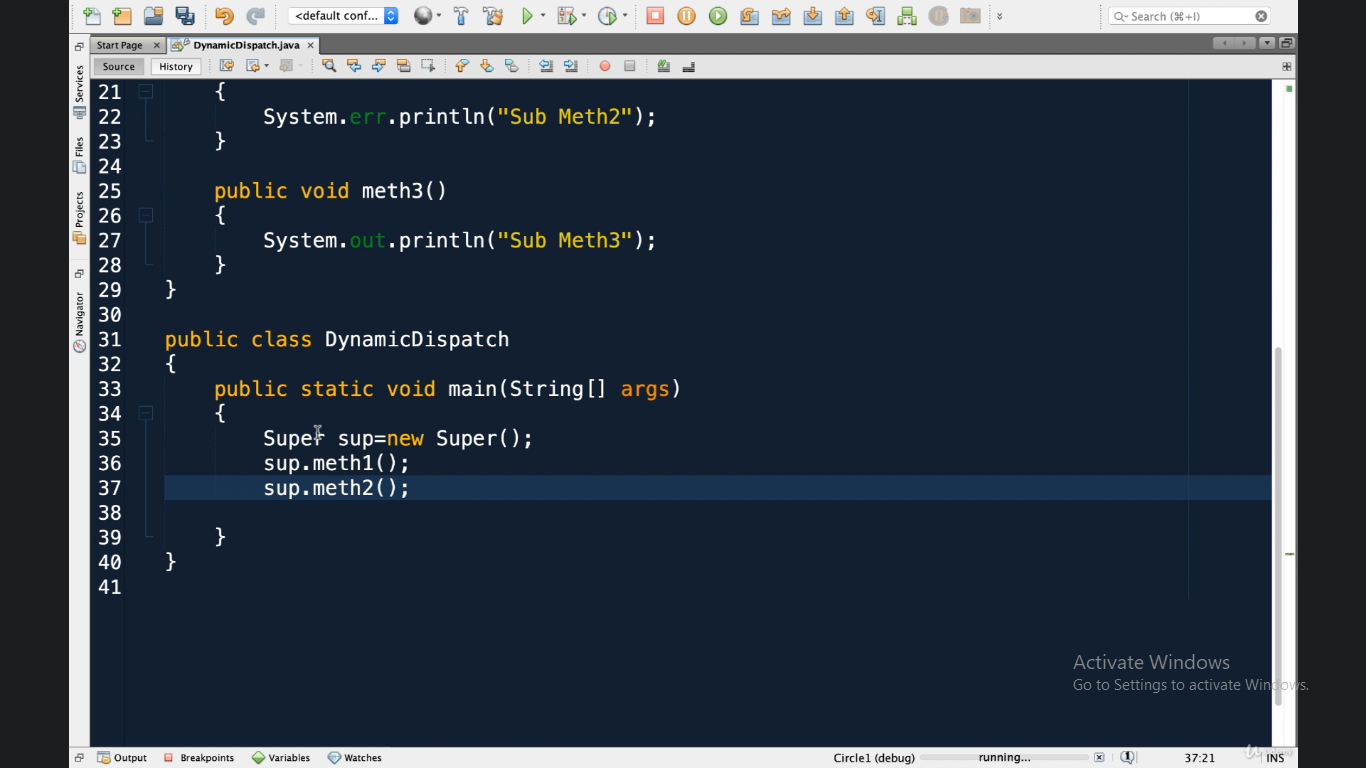 <default conf...
Search (⌘+I)
Start Page
DynamicDispatch.java
Source
History
Services
Files
Projects
Navigator
21 {
22 System.err.println("Sub Meth2");
23 }
24
25 public void meth3()
26 {
27 System.out.println("Sub Meth3");
28 }
29 }
30
31 public class DynamicDispatch
32 {
33 public static void main(String[] args)
34 {
35 Super sup=new Super();
36 sup.meth1();
37 sup.meth2();
38
39 }
40 }
41
Activate Windows
Go to Settings to activate Windows.
Output
Breakpoints
Variables
Watches
Circle1 (debug)
running...
37:21
INS